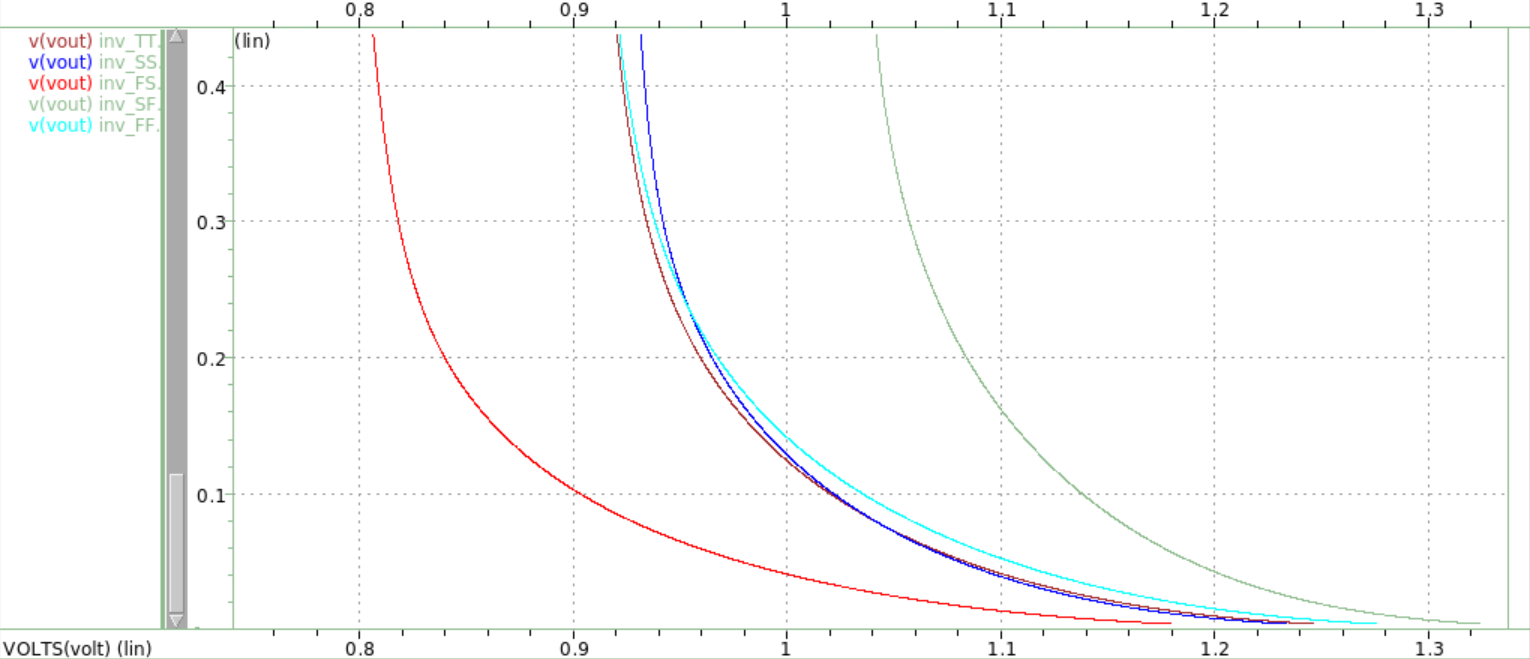 0.8 0.9 1 1.1 1.2 1.3
v(vout) inv_TT.
v(vout) inv_SS.
v(vout) inv_FS.
v(vout) inv_SF.
v(vout) inv_FF.
(lin)
0.4
0.3
0.2
0.1
VOLTS(volt) (lin) 0.8 0.9 1 1.1 1.2 1.3